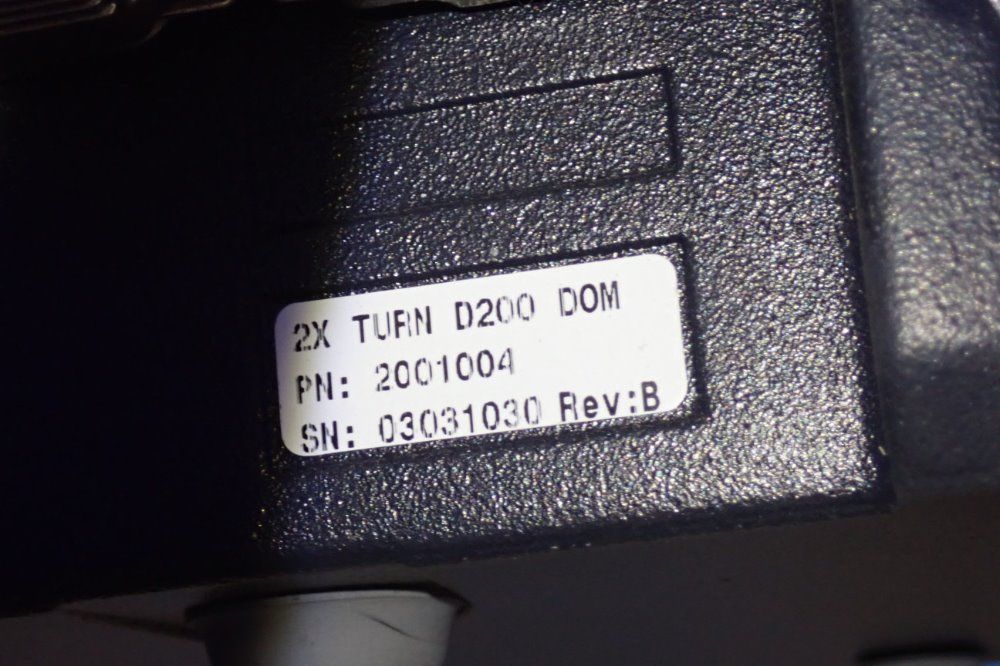 2X TURN D200 DOM
PN: 2001004
SN: 03031030 Rev:B